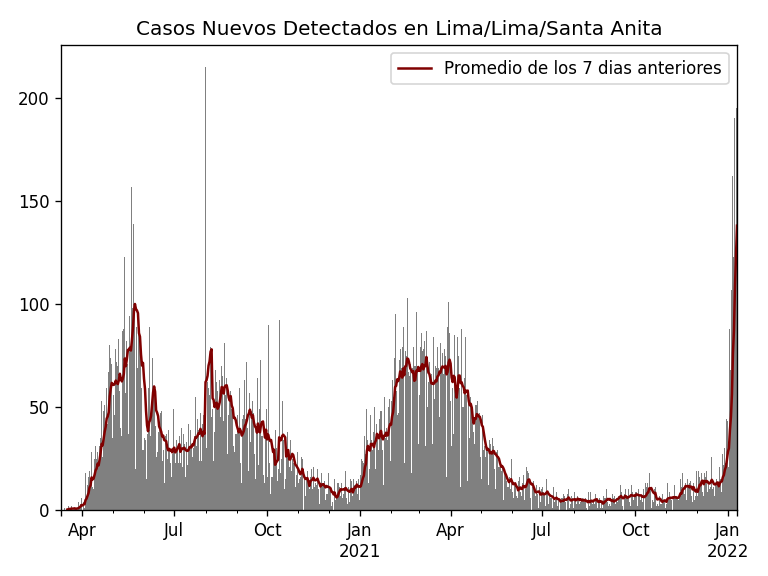 Casos Nuevos Detectados en Lima/Lima/Santa Anita
Promedio de los 7 dias anteriores
200
150
100
50
0
Apr Jul Oct Jan Apr Jul Oct Jan
2021 2022